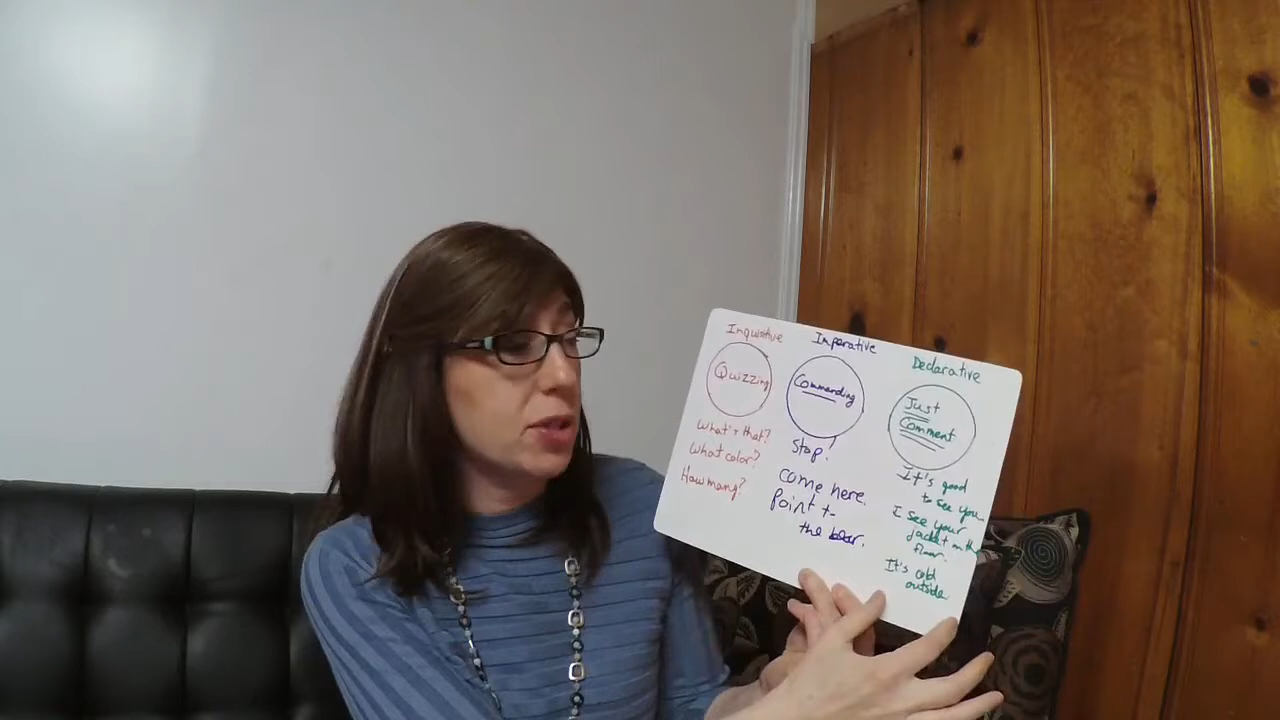 Inquisitive
Quizzing
What's that?
What color?
How many?
Imperative
Commanding
Stop!
Come here.
Point to
the bear.
Declarative
Just
Comment
It's good
to see you.
I see your
jacket on the
floor.
It's cold
outside.